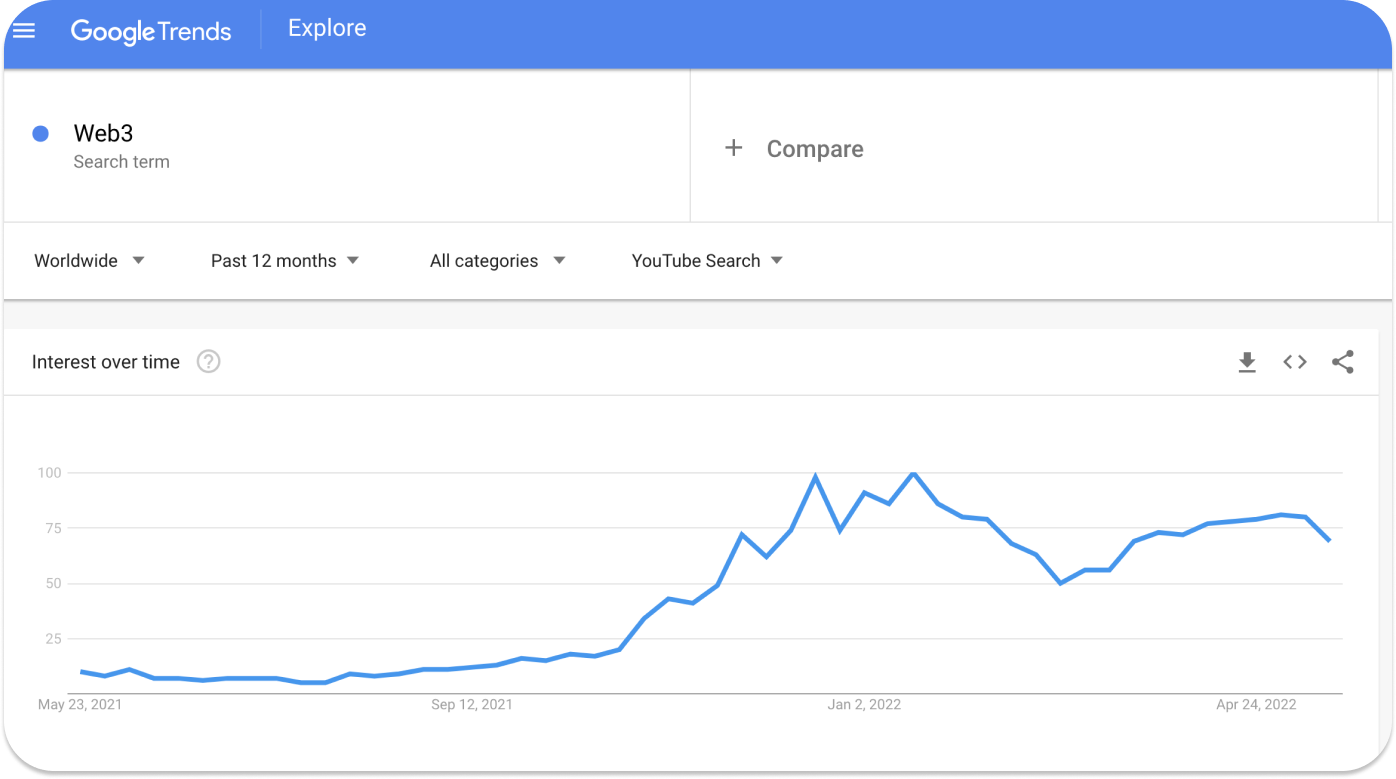 Google Trends Explore
Web3
Search term
+ Compare
Worldwide Past 12 months All categories YouTube Search
Interest over time ?
100
75
50
25
May 23, 2021 Sep 12, 2021 Jan 2, 2022 Apr 24, 2022